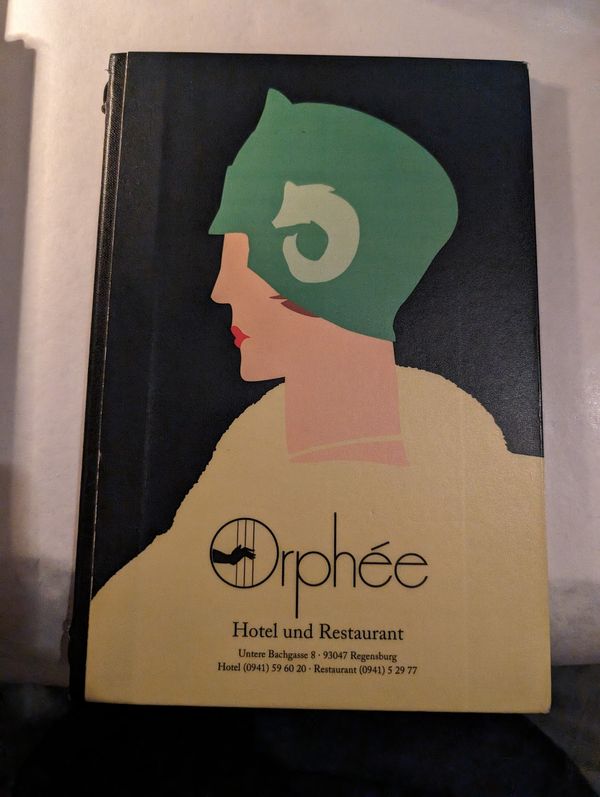 Orphée
Hotel und Restaurant
Untere Bachgasse 8 · 93047 Regensburg
Hotel (0941) 59 60 20 · Restaurant (0941) 5 29 77